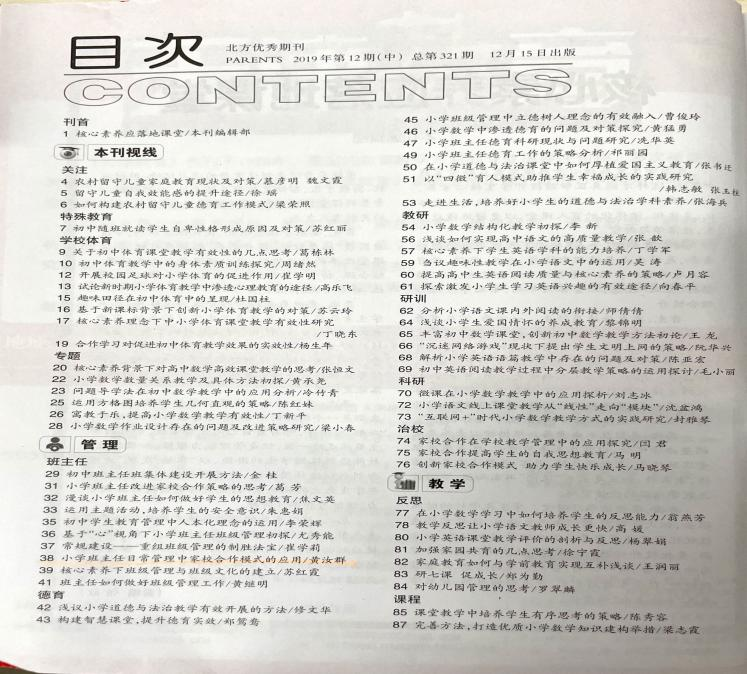 目次
北方优秀期刊
PARENTS 2019年第12期(中) 总第321期 12月15日出版
CONTENTS
刊首
1 核心素养应落地课堂/本刊编辑部
本刊视线
关注
4 农村留守儿童家庭教育现状及对策/慕彦明 魏文霞
5 留守儿童自我效能感的提升途径/徐瑶
6 如何构建农村留守儿童德育工作模式/梁荣照
特殊教育
7 初中随班就读学生自卑性格形成原因及对策/苏红丽
学校体育
9 关于初中体育课堂教学有效性的几点思考/葛栋林
10 初中体育教学中的身体素质训练探究/周绪然
12 开展校园足球对小学体育的促进作用/崔学明
13 试论新时期小学体育教学中渗透心理教育的途径/高乐飞
15 趣味田径在初中体育中的呈现/杜国柱
16 基于新课标背景下创新小学体育教学的对策/苏云玲
17 核心素养理念下中小学体育课堂教学有效性研究
/丁晓东
19 合作学习对促进初中体育教学效果的实效性/杨生年
专题
20 核心素养背景下对高中数学高效课堂教学的思考/张恒文
22 小学数学数量关系教学及具体方法初探/黄承尧
23 问题导学法在初中数学教学中的应用分析/冷竹青
25 运用方格图培养学生几何直观的策略/陈红妹
26 寓教于乐,提高小学数学教学有效性/丁新平
28 小学数学作业设计存在的问题及改进策略研究/梁小春
管理
班主任
29 初中班主任班集体建设开展方法/金桂
31 小学班主任改进家校合作策略的思考/葛芳
32 漫谈小学班主任如何做好学生的思想教育/焦文英
33 运用主题活动,培养学生的安全意识/朱惠娟
35 初中学生教育管理中人本化理念的运用/李荣辉
36 基于“心”视角下小学班主任班级管理初探/尤秀能
37 常规建设——重组班级管理的制胜法宝/崔学莉
38 小学班主任日常管理中家校合作模式的应用/黄汝群
39 核心素养下班级管理与班级文化的建立/苏红霞
41 班主任如何做好班级管理工作/黄继明
德育
42 浅议小学道德与法治教学有效开展的方法/修文华
43 构建智慧课堂,提升德育实效/郑鸳鸯
45 小学班级管理中立德树人理念的有效融入/曹俊玲
46 小学数学中渗透德育的问题及对策探究/黄猛勇
47 小学班主任德育科研现状与问题研究/冼华英
49 小学班主任德育工作的策略分析/祁丽园
50 在小学道德与法治课堂中如何厚植爱国主义教育/张书迁
51 以“四微”育人模式助推学生幸福成长的实践研究
/韩志敏 张玉柱
53 走进生活,培养好小学生的道德与法治学科素养/张海兵
教研
54 小学数学结构化教学初探/李新
56 浅谈如何实现高中语文的高质量教学/张歆
57 核心素养下学生英语学科的能力培养/丁学军
59 刍议趣味性教学在小学语文中的运用/吴涛
60 提高高中生英语阅读质量与核心素养的策略/卢月容
61 探索激发小学生学习英语兴趣的有效途径/向春平
研训
62 分析小学语文课内外阅读的衔接/师倩倩
64 浅谈小学生爱国情怀的养成教育/黎锦明
65 丰富初中数学课堂,创新初中数学教学方法初论/王龙
66 “沉迷网络游戏”现状下提出学生文明上网的策略/阮华兴
68 解析小学英语语篇教学中存在的问题及对策/陈亚宏
69 初中英语阅读教学过程中分层教学策略的运用探讨/毛小丽
科研
70 微课在小学数学教学中的应用探析/刘志冰
72 小学语文线上课堂教学从“线性”走向“模块”/沈盆鸿
73 “互联网+”时代小学数学教学方式的实践研究/封雅琴
治校
74 家校合作在学校教学管理中的应用探究/闫君
75 家校合作提高学生的自我思想教育/马明
76 创新家校合作模式 助力学生快乐成长/马晓琴
教学
反思
77 在小学数学学习中如何培养学生的反思能力/翁燕芳
78 教学反思让小学语文教师成长更快/高媛
80 小学英语课堂教学评价的剖析与反思/杨翠娟
81 加强家园共育的几点思考/徐宁霞
82 家庭教育如何与学前教育实现互补浅谈/王润丽
83 研七课 促成长/郑为勤
84 对幼儿园管理的思考/罗翠麟
课程
85 课堂教学中培养学生有序思考的策略/陈秀容
87 完善方法,打造优质小学数学知识建构举措/梁志霞